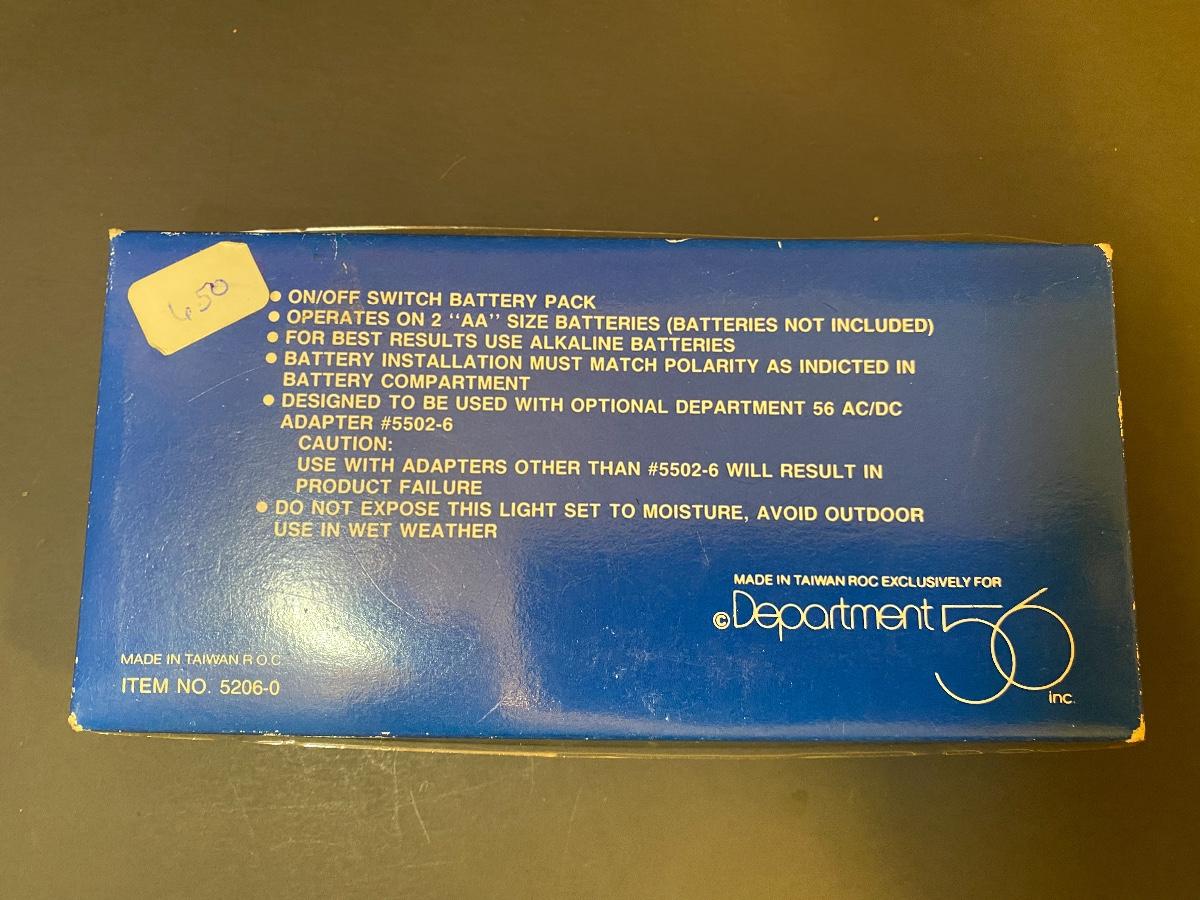 650
● ON/OFF SWITCH BATTERY PACK
● OPERATES ON 2 “AA” SIZE BATTERIES (BATTERIES NOT INCLUDED)
● FOR BEST RESULTS USE ALKALINE BATTERIES
● BATTERY INSTALLATION MUST MATCH POLARITY AS INDICTED IN
BATTERY COMPARTMENT
● DESIGNED TO BE USED WITH OPTIONAL DEPARTMENT 56 AC/DC
ADAPTER #5502-6
CAUTION:
USE WITH ADAPTERS OTHER THAN #5502-6 WILL RESULT IN
PRODUCT FAILURE
● DO NOT EXPOSE THIS LIGHT SET TO MOISTURE, AVOID OUTDOOR
USE IN WET WEATHER
MADE IN TAIWAN ROC EXCLUSIVELY FOR
© Department 56
inc.
MADE IN TAIWAN R O.C
ITEM NO. 5206-0